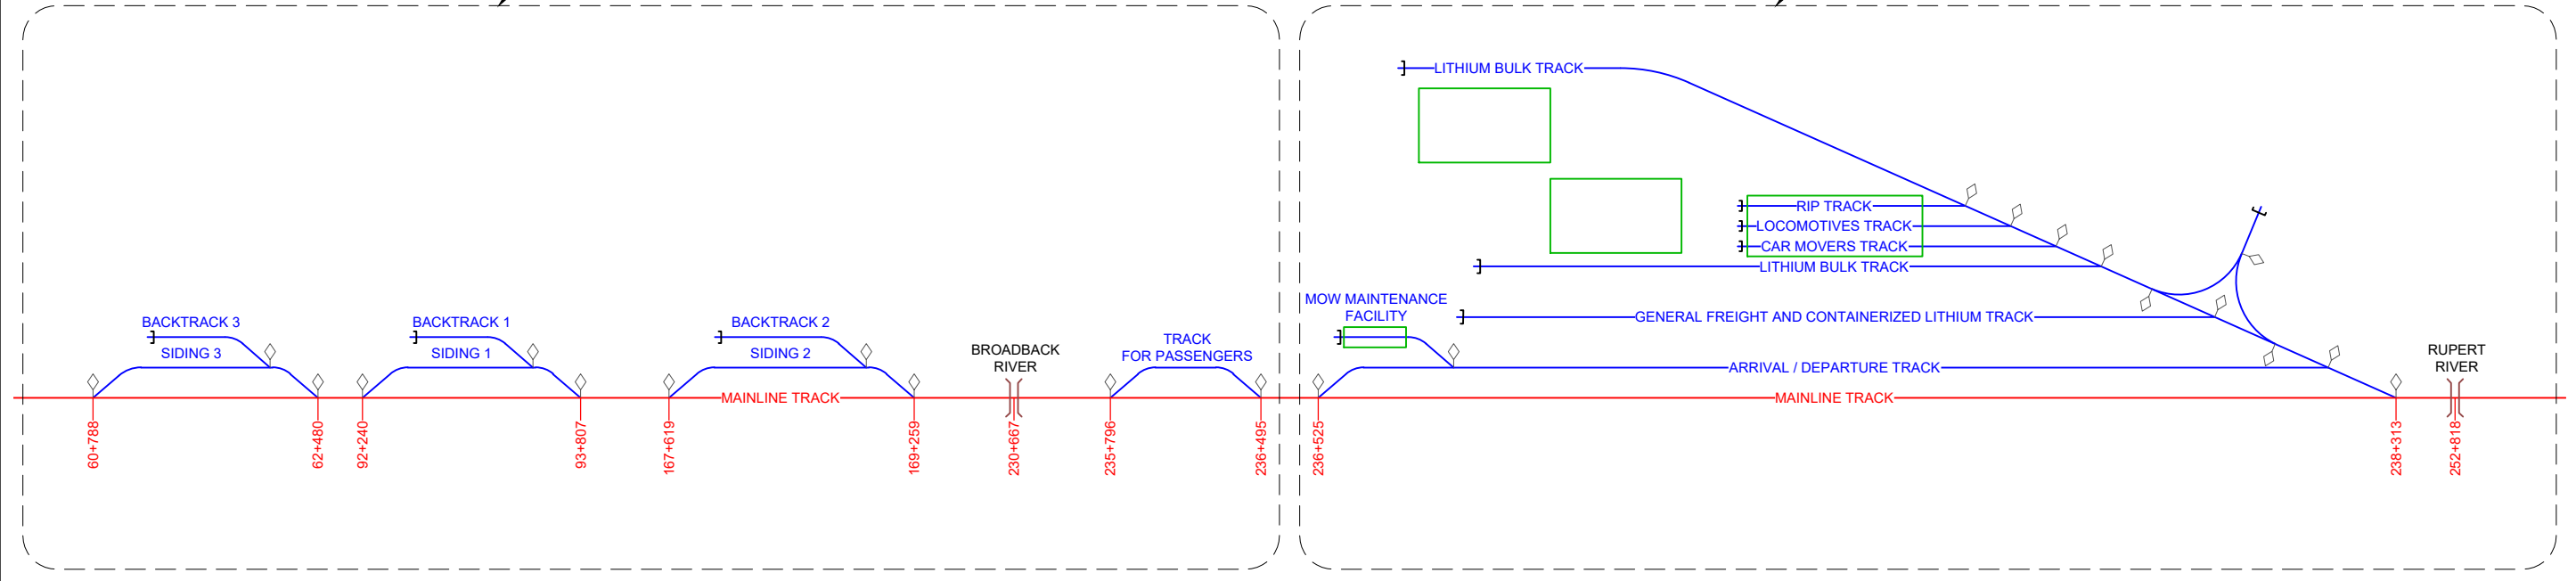 LITHIUM BULK TRACK
RIP TRACK
LOCOMOTIVES TRACK
CAR MOVERS TRACK
LITHIUM BULK TRACK
MOW MAINTENANCE
FACILITY
GENERAL FREIGHT AND CONTAINERIZED LITHIUM TRACK
BACKTRACK 3
SIDING 3
BACKTRACK 1
SIDING 1
BACKTRACK 2
SIDING 2
BROADBACK
RIVER
TRACK
FOR PASSENGERS
ARRIVAL / DEPARTURE TRACK
RUPERT
RIVER
MAINLINE TRACK
MAINLINE TRACK
60+788
62+480
92+240
93+807
167+619
169+259
230+667
235+796
236+495
236+525
238+313
252+818